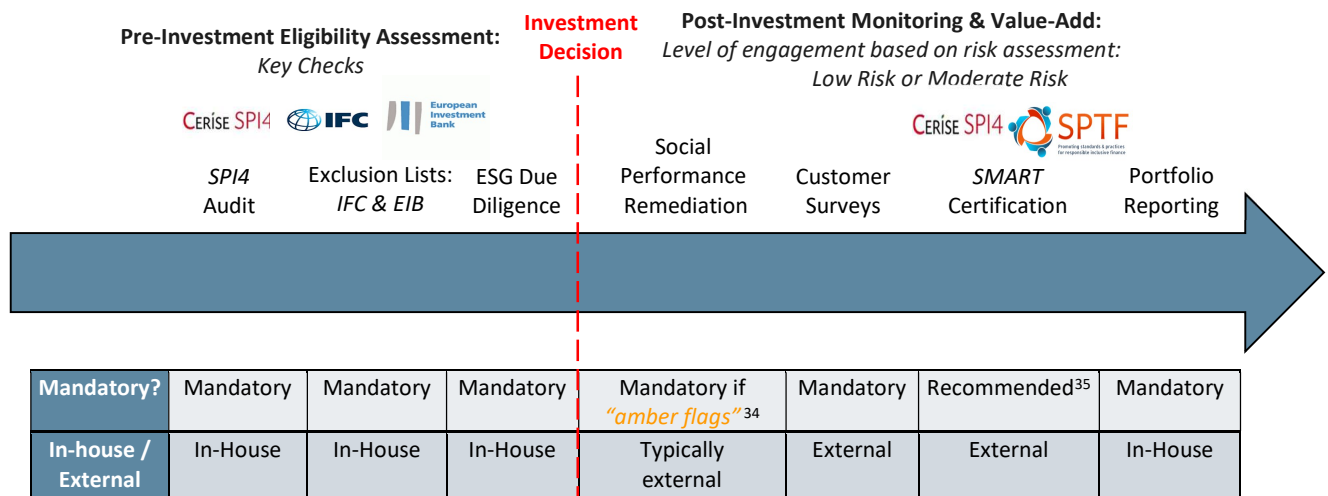 Pre-Investment Eligibility Assessment:
Key Checks
Investment
Decision
Post-Investment Monitoring & Value-Add:
Level of engagement based on risk assessment:
Low Risk or Moderate Risk
CERISE SPI4
IFC
European
Investment
Bank
CERISE SPI4
SPTF
Promoting standards & practices
for responsible inclusive finance
SPI4
Audit
Exclusion Lists:
IFC & EIB
ESG Due
Diligence
Social
Performance
Remediation
Customer
Surveys
SMART
Certification
Portfolio
Reporting
Mandatory? Mandatory Mandatory Mandatory Mandatory if "amber flags" 34 Mandatory Recommended35 Mandatory
In-house / External In-House In-House In-House Typically external External External In-House